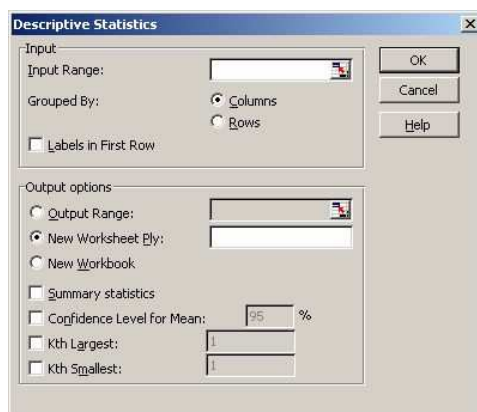 Descriptive Statistics
Input
Input Range:
Grouped By:
Columns
Rows
Labels in First Row
OK
Cancel
Help
Output options
Output Range:
New Worksheet Ply:
New Workbook
Summary statistics
Confidence Level for Mean: 95 %
Kth Largest: 1
Kth Smallest: 1